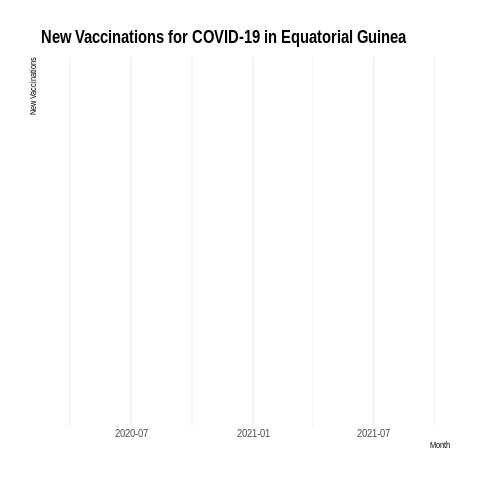 New Vaccinations for COVID-19 in Equatorial Guinea
New Vaccinations
2020-07
2021-01
2021-07
Month